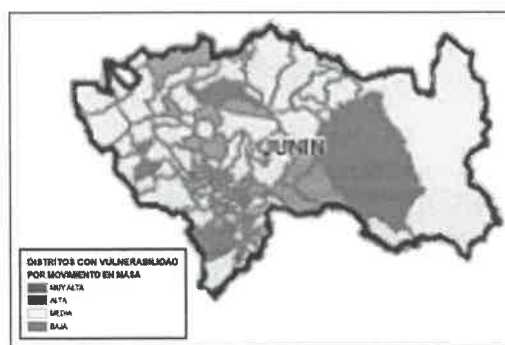 JUNIN
DISTRITOS CON VULNERABILIDAD
POR MOVIMIENTO EN MASA
MUY ALTA
ALTA
MEDIA
BAJA